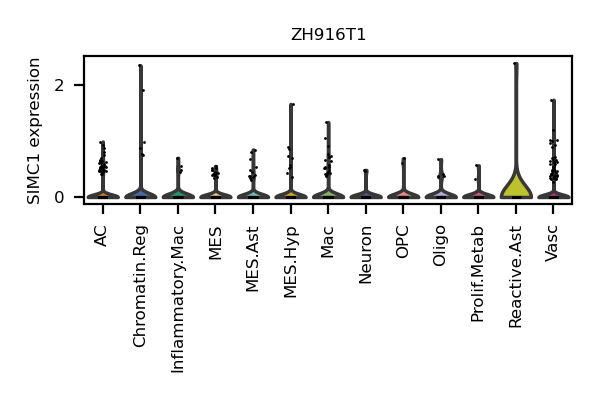 ZH916T1
SIMC1 expression
2
0
AC
Chromatin.Reg
Inflammatory.Mac
MES
MES.Ast
MES.Hyp
Mac
Neuron
OPC
Oligo
Prolif.Metab
Reactive.Ast
Vasc